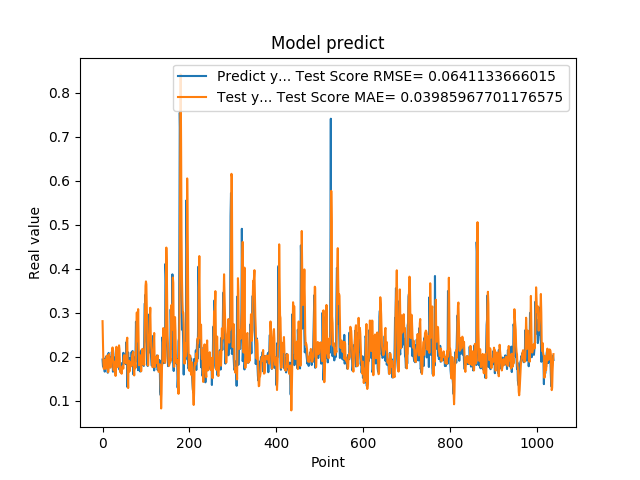 Model predict
Predict y... Test Score RMSE= 0.0641133666015
Test y... Test Score MAE= 0.03985967701176575
0.8
0.7
0.6
0.5
0.4
0.3
0.2
0.1
Real value
0 200 400 600 800 1000
Point